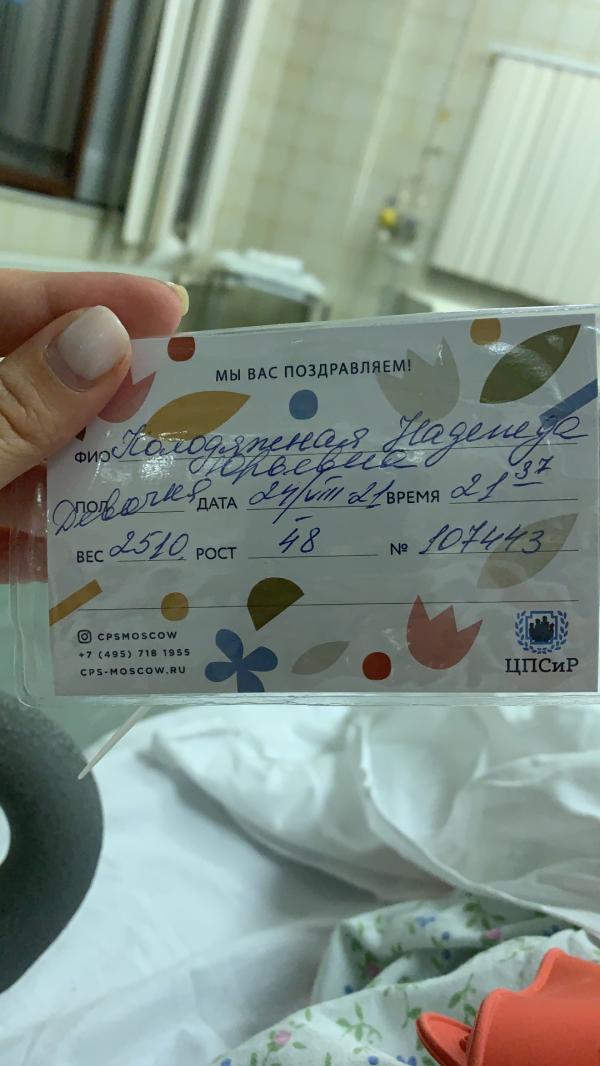 МЫ ВАС ПОЗДРАВЛЯЕМ!
ФИО Колодяжная Надежда
Юрьевна
ПОЛ Девочка ДАТА 24/VIII 21 ВРЕМЯ 21 37
ВЕС 2510 РОСТ 48 № 107443
CPSMOSCOW
+7 (495) 718 1955
CPS-MOSCOW.RU
ЦПСиР